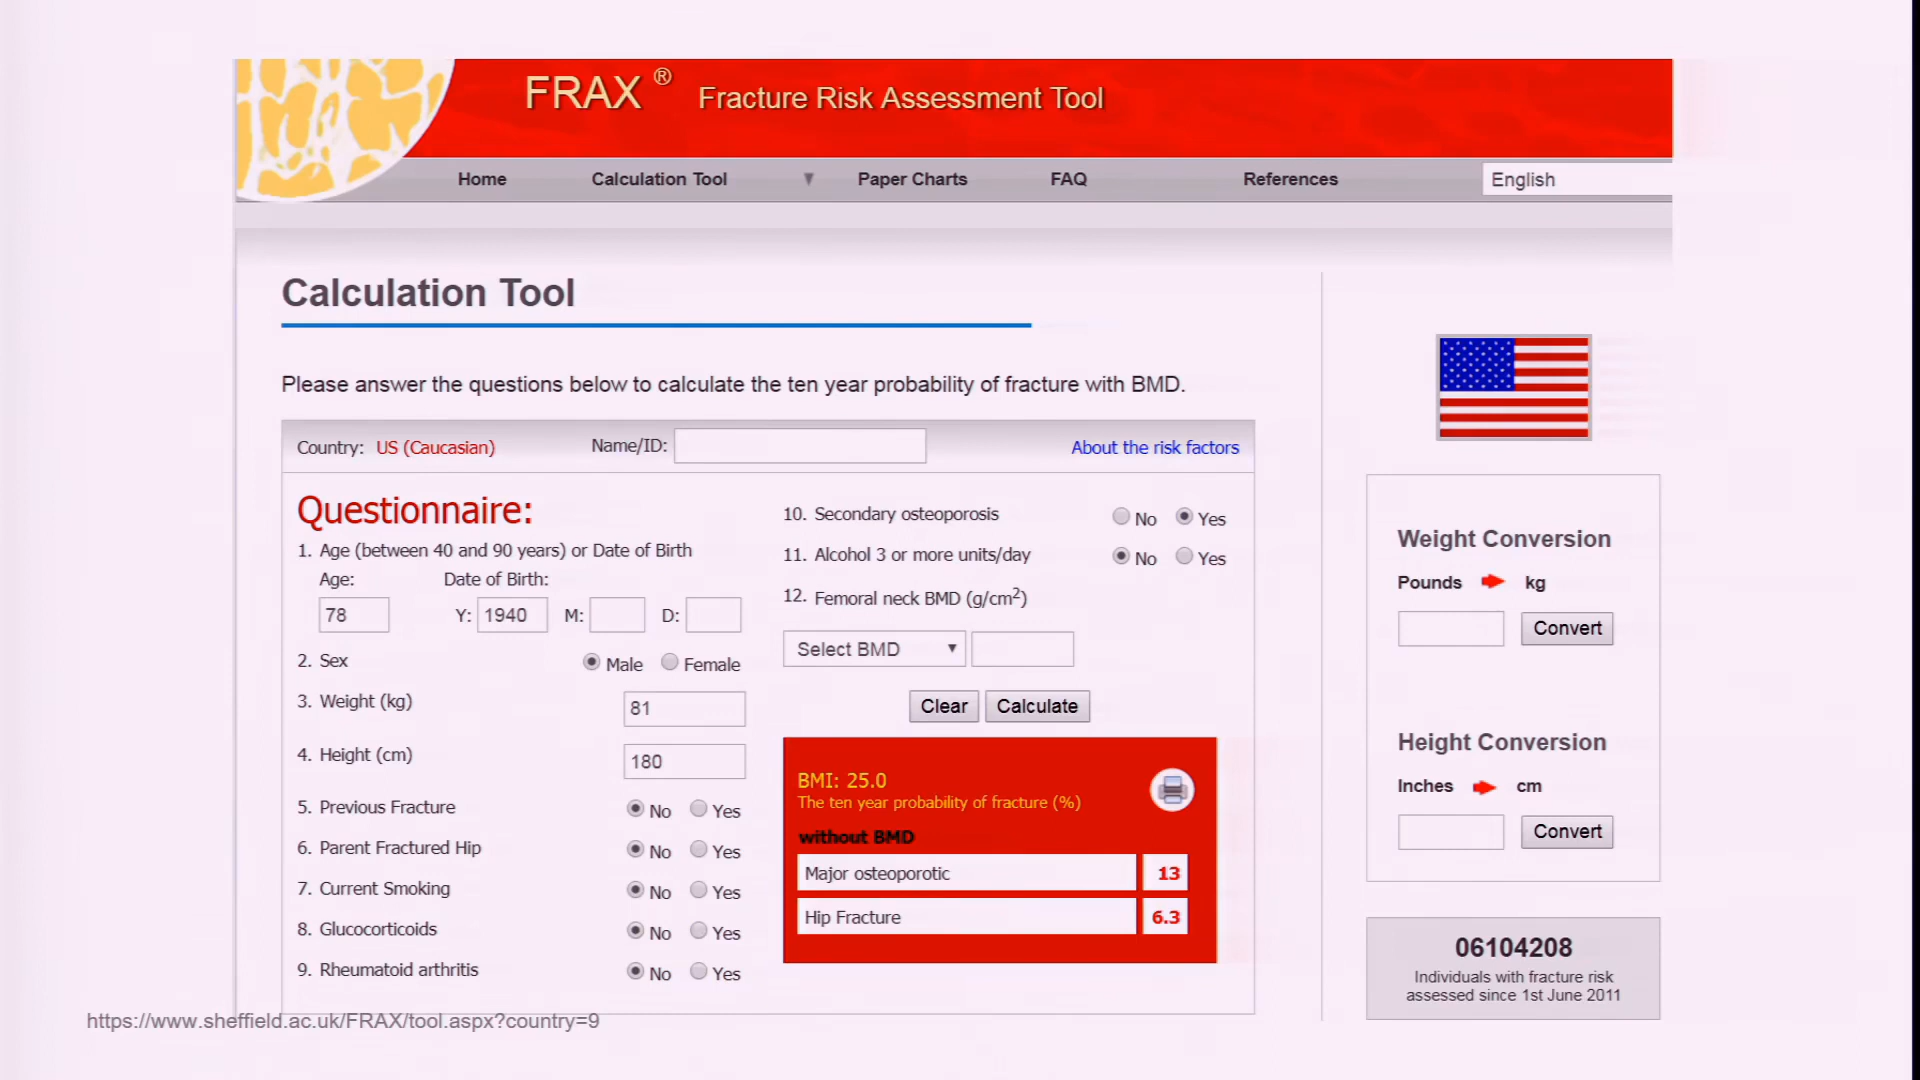 FRAX ® Fracture Risk Assessment Tool
Home Calculation Tool ▼ Paper Charts FAQ References English
Calculation Tool
Please answer the questions below to calculate the ten year probability of fracture with BMD.
Country: US (Caucasian) Name/ID: About the risk factors
Questionnaire:
1. Age (between 40 and 90 years) or Date of Birth
Age: Date of Birth:
78 Y: 1940 M: D:
2. Sex Male Female
3. Weight (kg) 81
4. Height (cm) 180
5. Previous Fracture No Yes
6. Parent Fractured Hip No Yes
7. Current Smoking No Yes
8. Glucocorticoids No Yes
9. Rheumatoid arthritis No Yes
10. Secondary osteoporosis No Yes
11. Alcohol 3 or more units/day No Yes
12. Femoral neck BMD (g/cm²)
Select BMD ▼
Clear Calculate
BMI: 25.0
The ten year probability of fracture (%)
without BMD
Major osteoporotic 13
Hip Fracture 6.3
Weight Conversion
Pounds kg
Convert
Height Conversion
Inches cm
Convert
06104208
Individuals with fracture risk
assessed since 1st June 2011
https://www.sheffield.ac.uk/FRAX/tool.aspx?country=9